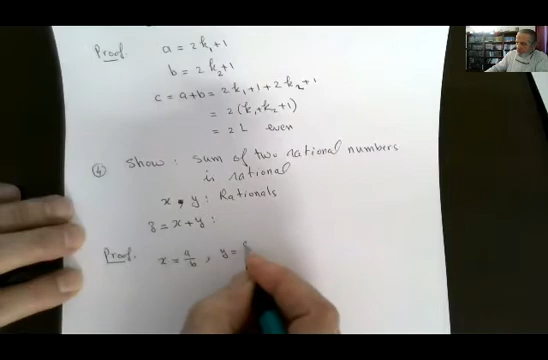 Proof. a = 2k₁+1
b = 2k₂+1
c = a+b = 2k₁+1+2k₂+1
= 2(k₁+k₂+1)
= 2L even
④ Show: Sum of two rational numbers
is rational
x, y: Rationals
z = x+y:
Proof. x = a/b, y =